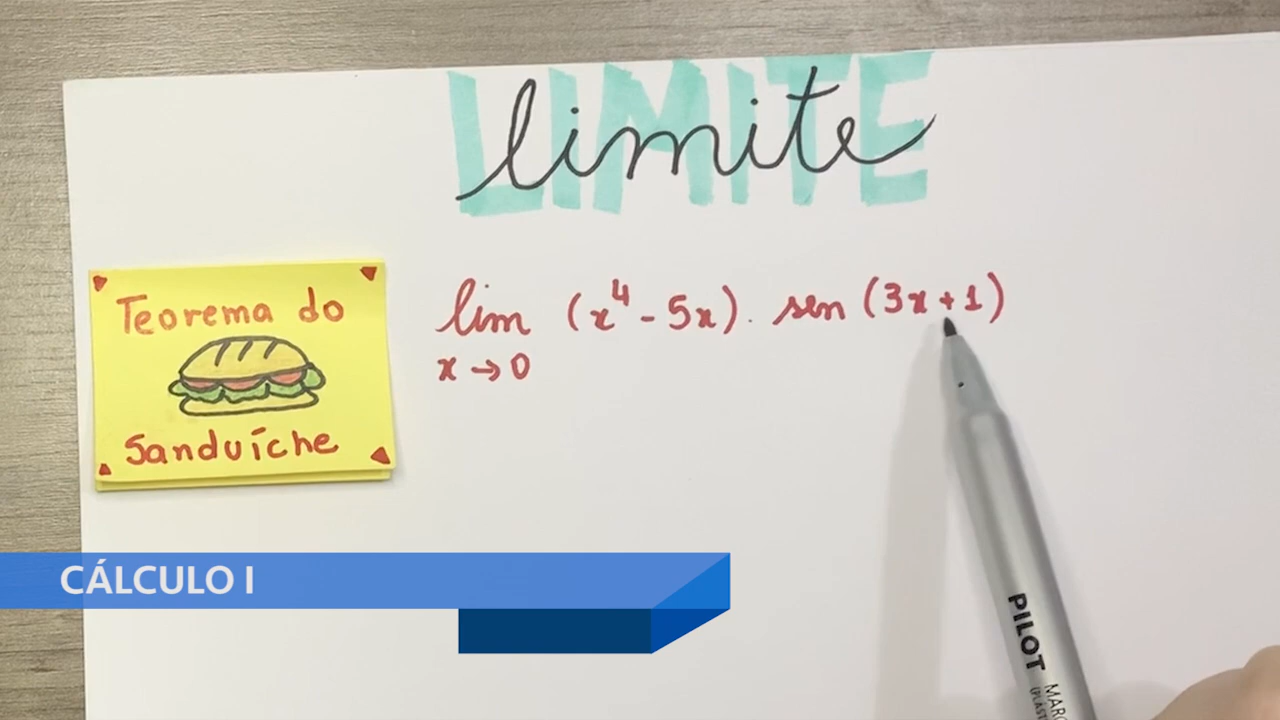 LIMITE
limite
Teorema do
Sanduíche
lim (x⁴ - 5x) . sen (3x + 1)
x → 0
CÁLCULO I
PILOT